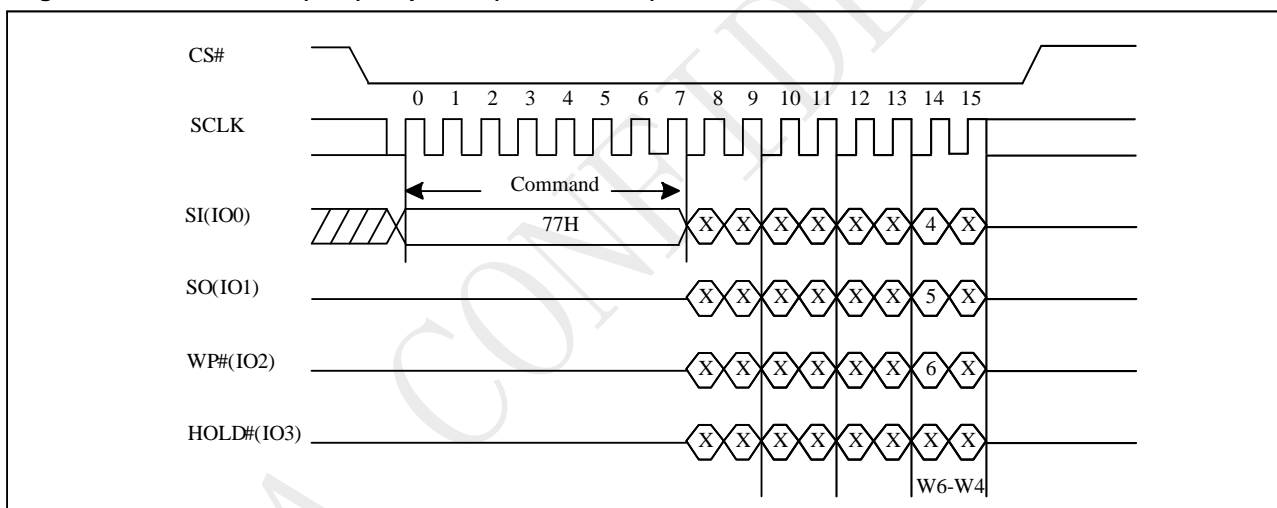 CS#
0 1 2 3 4 5 6 7 8 9 10 11 12 13 14 15
SCLK
Command
SI(IO0) 77H X X X X X X 4 X
SO(IO1) X X X X X X 5 X
WP#(IO2) X X X X X X 6 X
HOLD#(IO3) X X X X X X X X
W6-W4